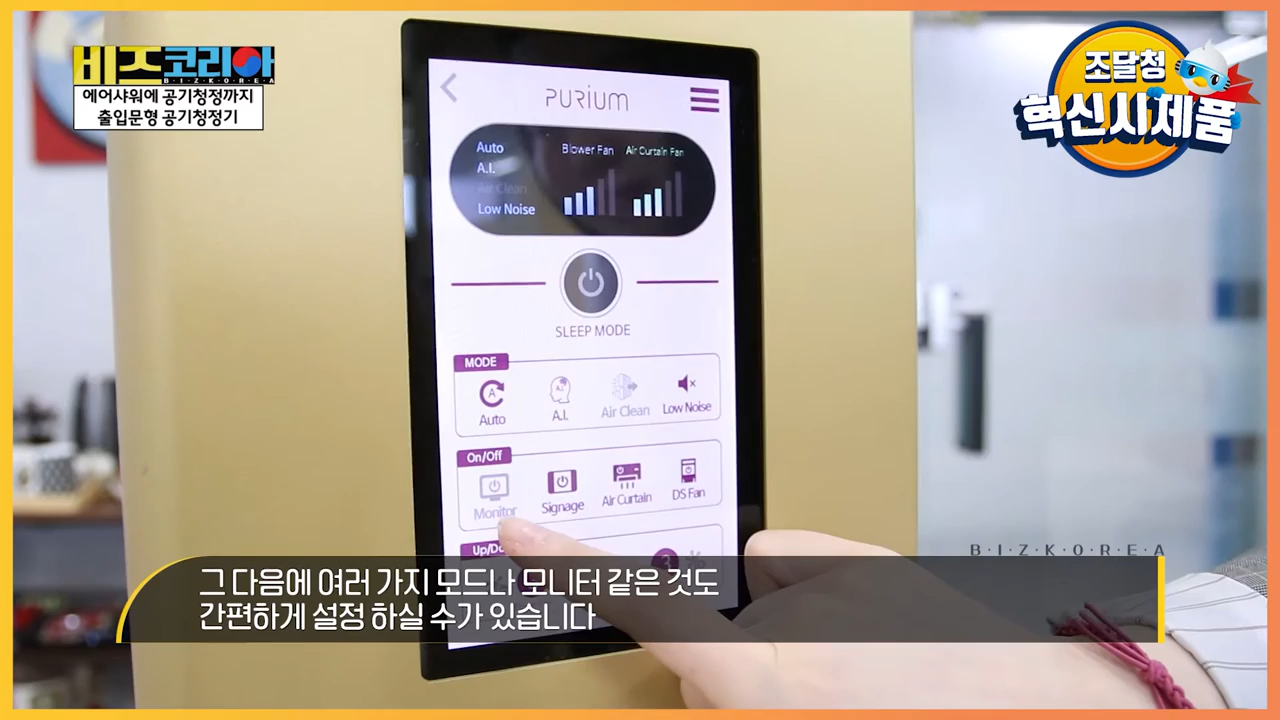 비즈코리아
B·I·Z·K·O·R·E·A
에어샤워에 공기청정까지
출입문형 공기청정기
조달청
혁신시제품
PURIUM
Auto
A.I.
Air Clean
Low Noise
Blower Fan
Air Curtain Fan
SLEEP MODE
MODE
Auto
A.I.
Air Clean
Low Noise
On/Off
Monitor
Signage
Air Curtain
DS Fan
B·I·Z·K·O·R·E·A
그 다음에 여러 가지 모드나 모니터 같은 것도
간편하게 설정 하실 수가 있습니다